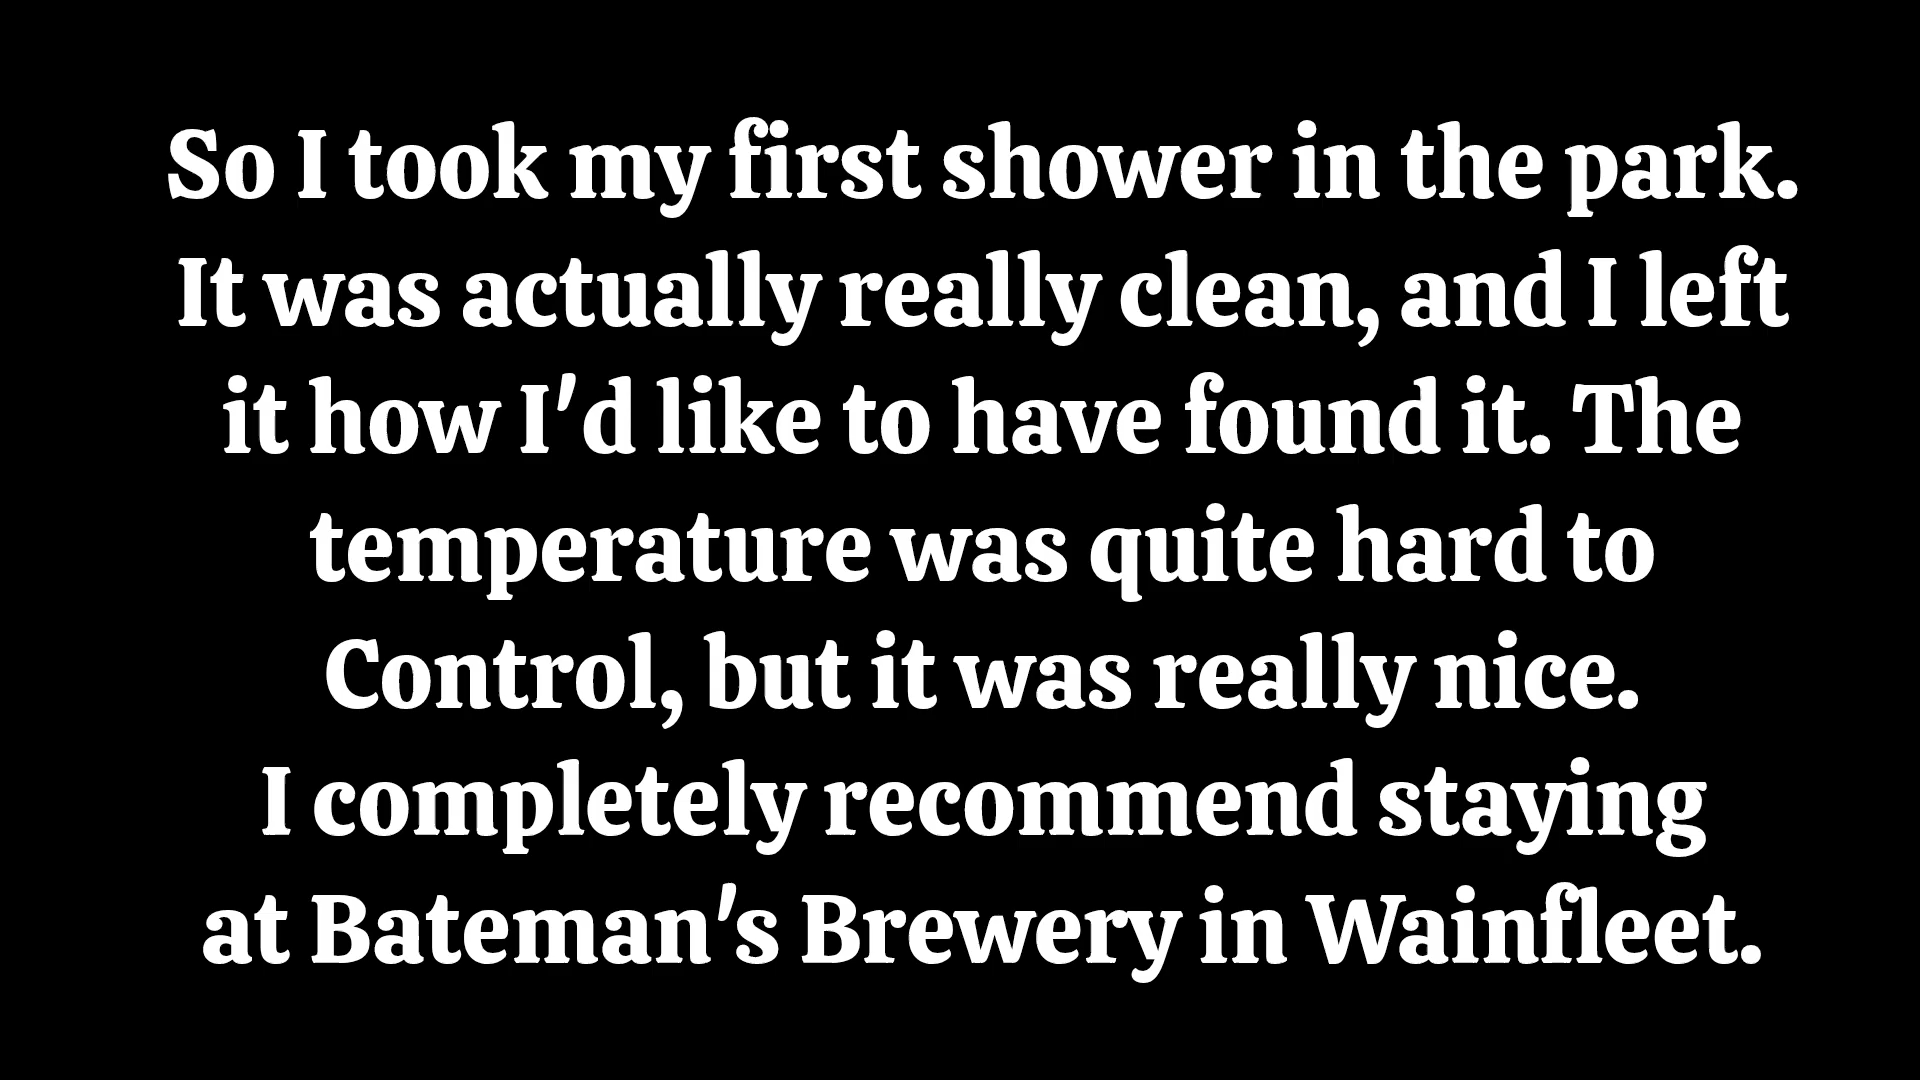 So I took my first shower in the park.
It was actually really clean, and I left
it how I'd like to have found it. The
temperature was quite hard to
Control, but it was really nice.
I completely recommend staying
at Bateman's Brewery in Wainfleet.